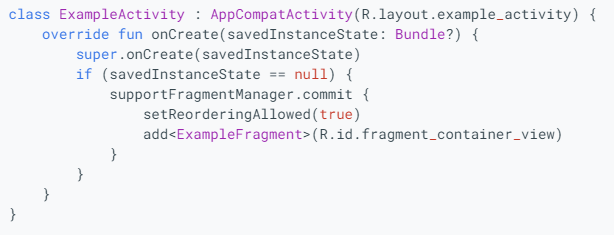 class ExampleActivity : AppCompatActivity(R.layout.example_activity) {
    override fun onCreate(savedInstanceState: Bundle?) {
        super.onCreate(savedInstanceState)
        if (savedInstanceState == null) {
            supportFragmentManager.commit {
                setReorderingAllowed(true)
                add<ExampleFragment>(R.id.fragment_container_view)
            }
        }
    }
}